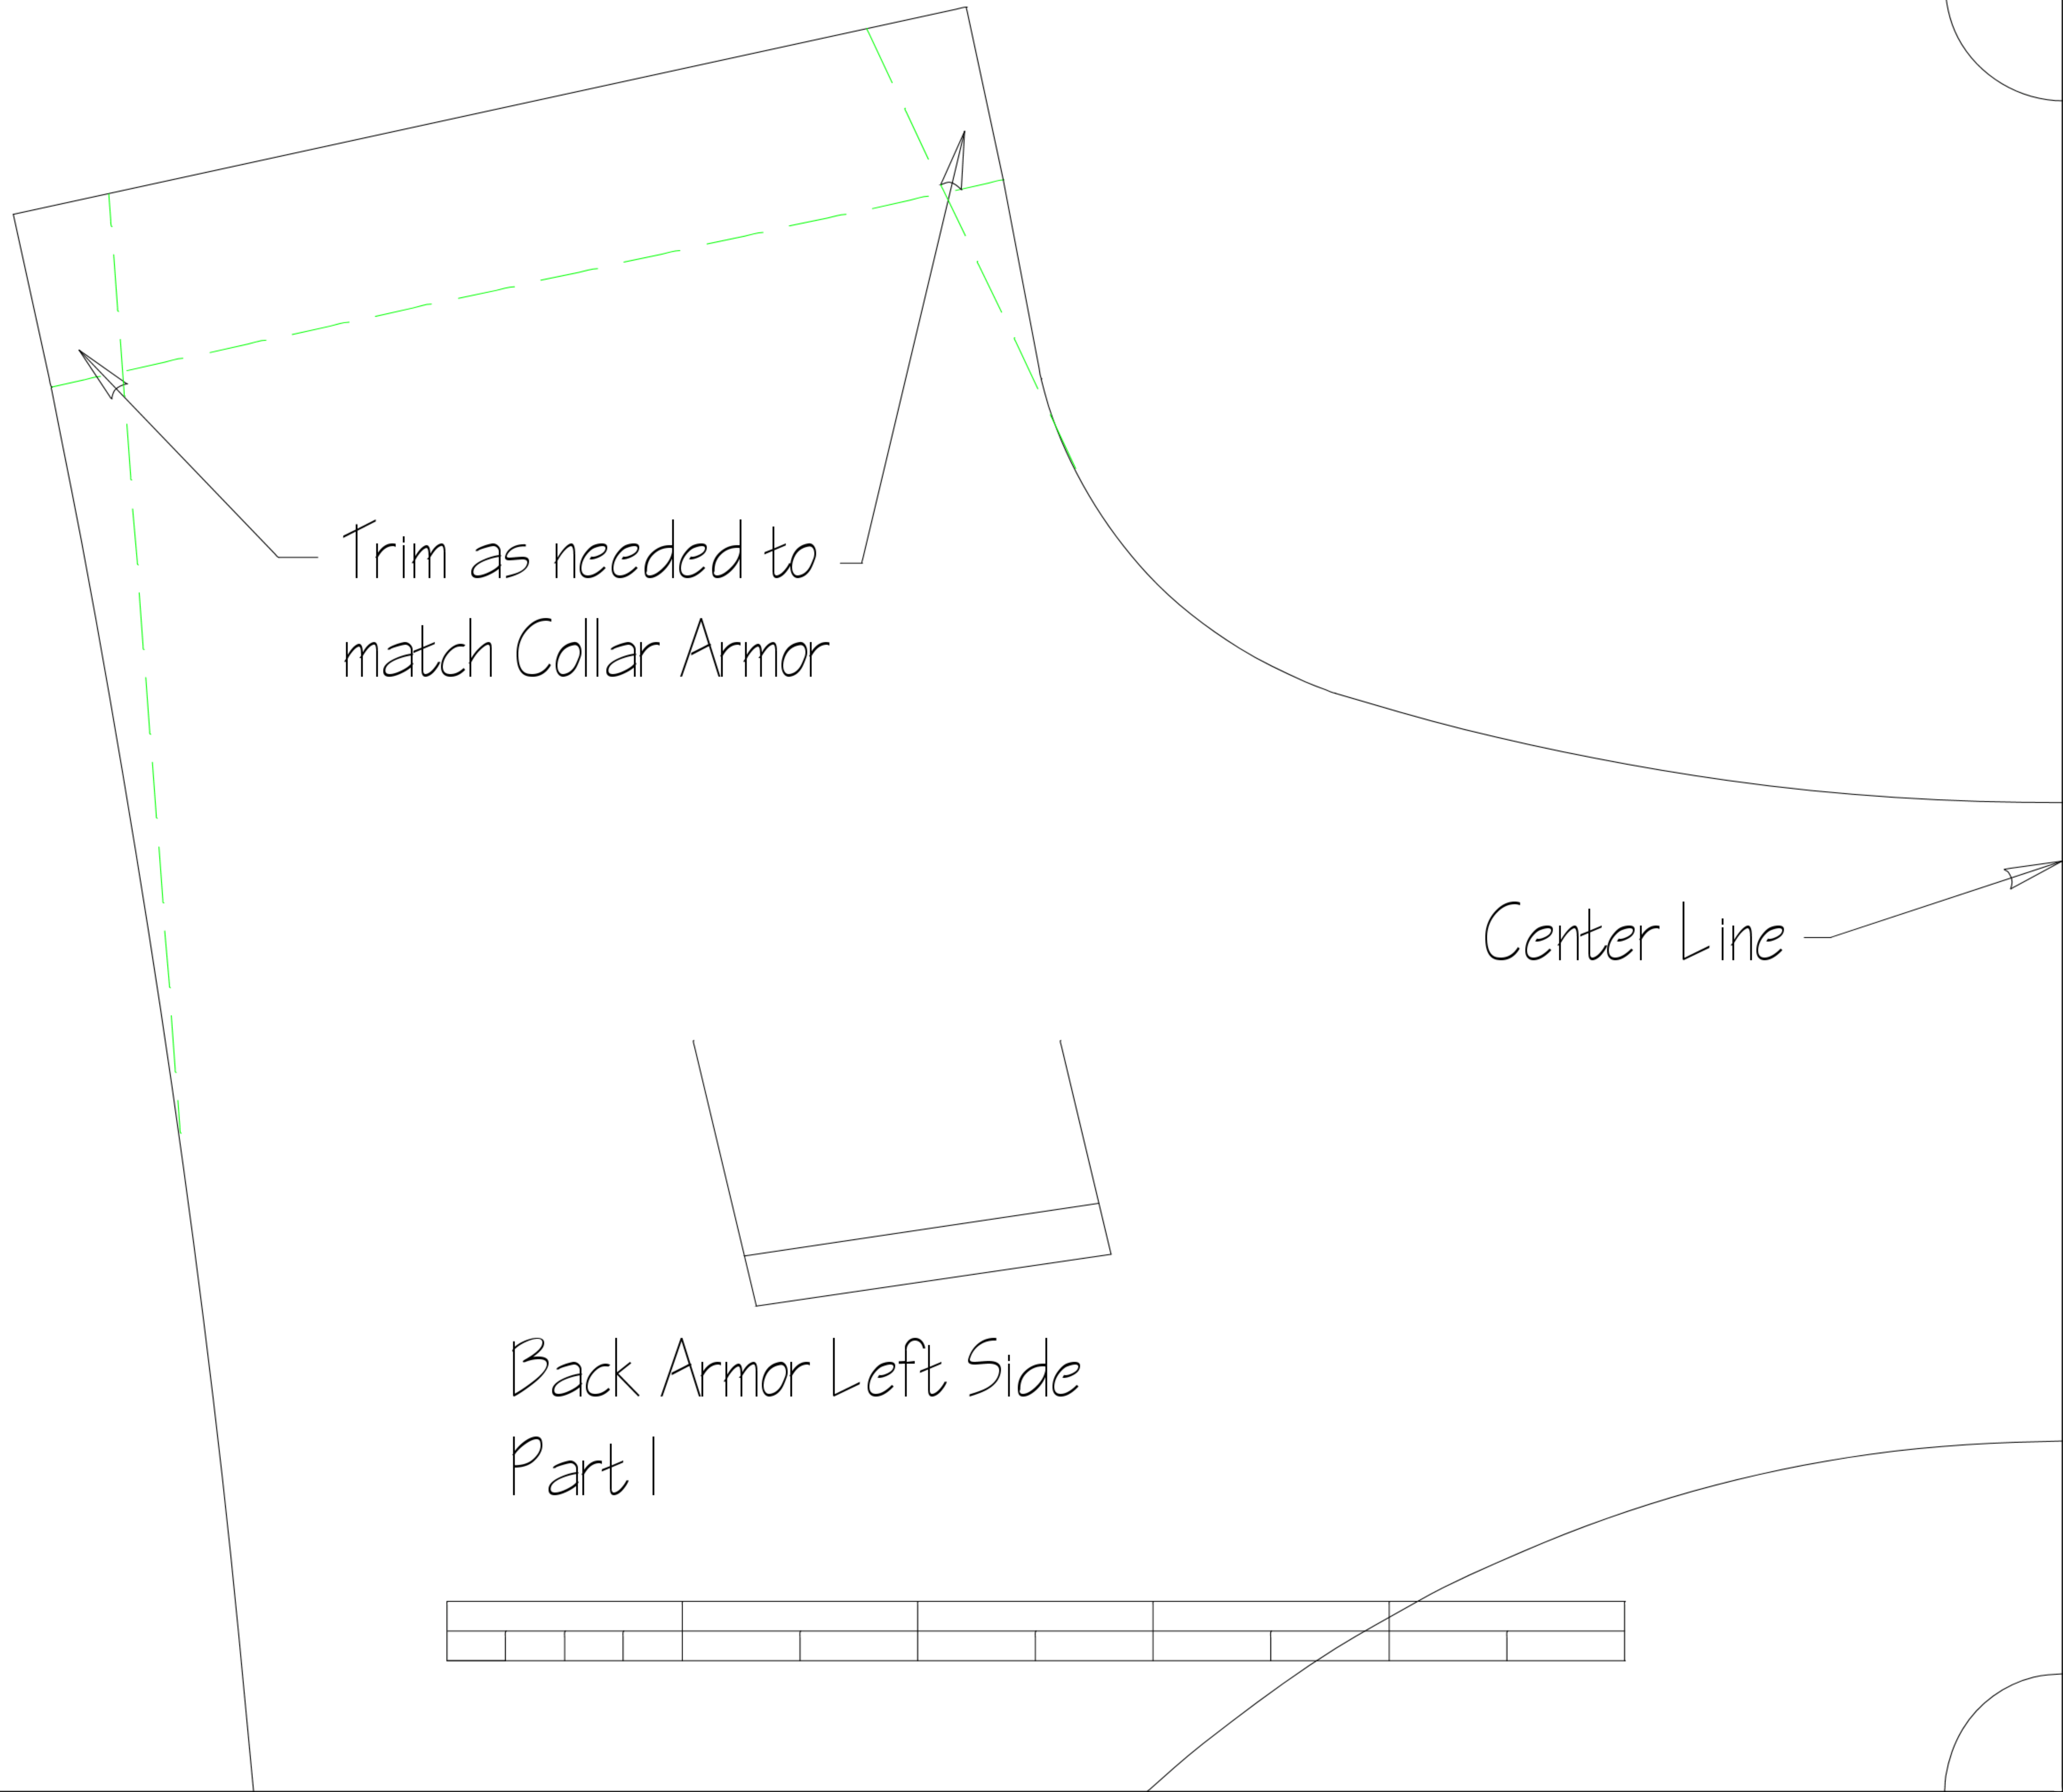 Trim as needed to
match Collar Armor
Center Line
Back Armor Left Side
Part 1